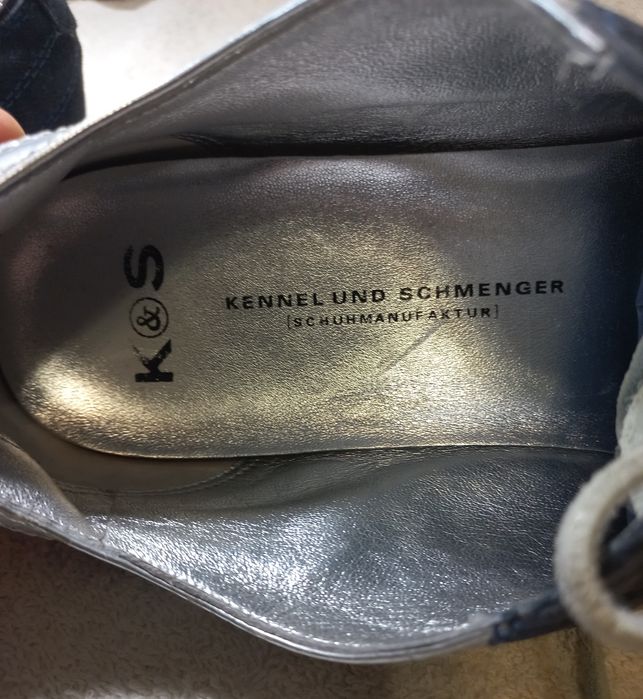 K&S
KENNEL UND SCHMENGER
[SCHUHMANUFAKTUR]